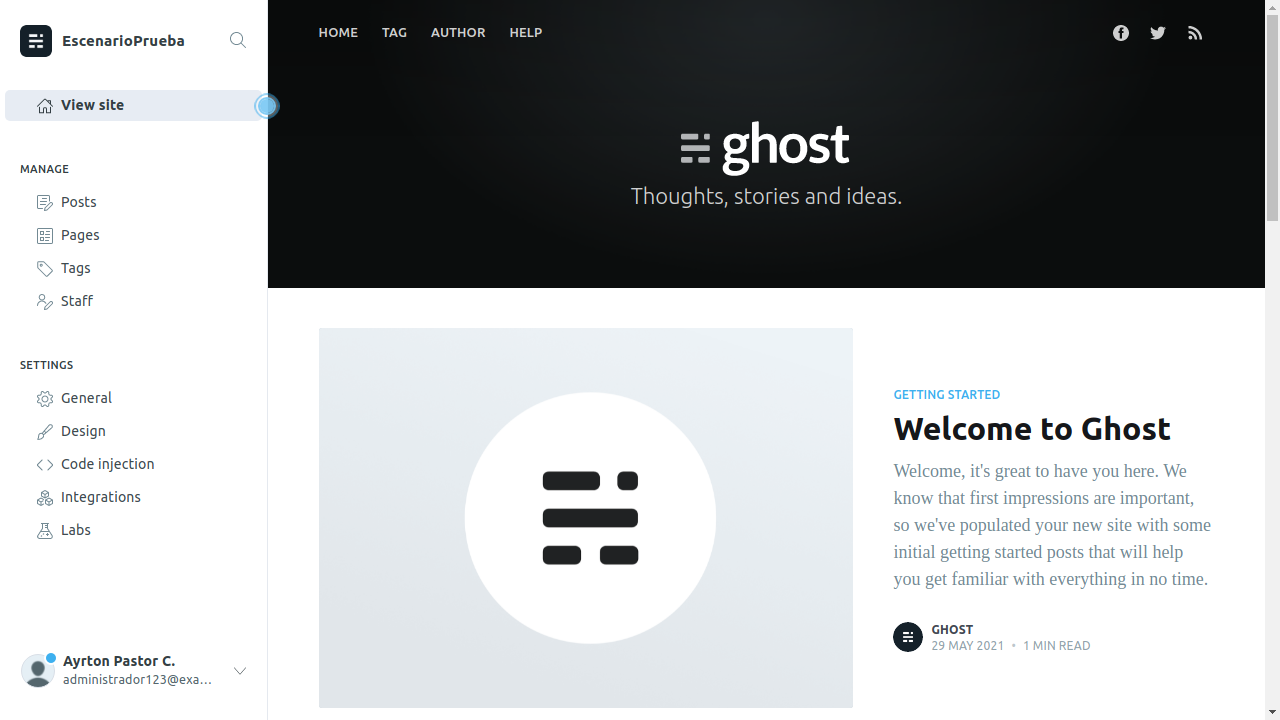 EscenarioPrueba
View site
MANAGE
Posts
Pages
Tags
Staff
SETTINGS
General
Design
Code injection
Integrations
Labs
Ayrton Pastor C.
administrador123@exa…
HOME TAG AUTHOR HELP
ghost
Thoughts, stories and ideas.
GETTING STARTED
Welcome to Ghost
Welcome, it's great to have you here. We
know that first impressions are important,
so we've populated your new site with some
initial getting started posts that will help
you get familiar with everything in no time.
GHOST
29 MAY 2021 • 1 MIN READ